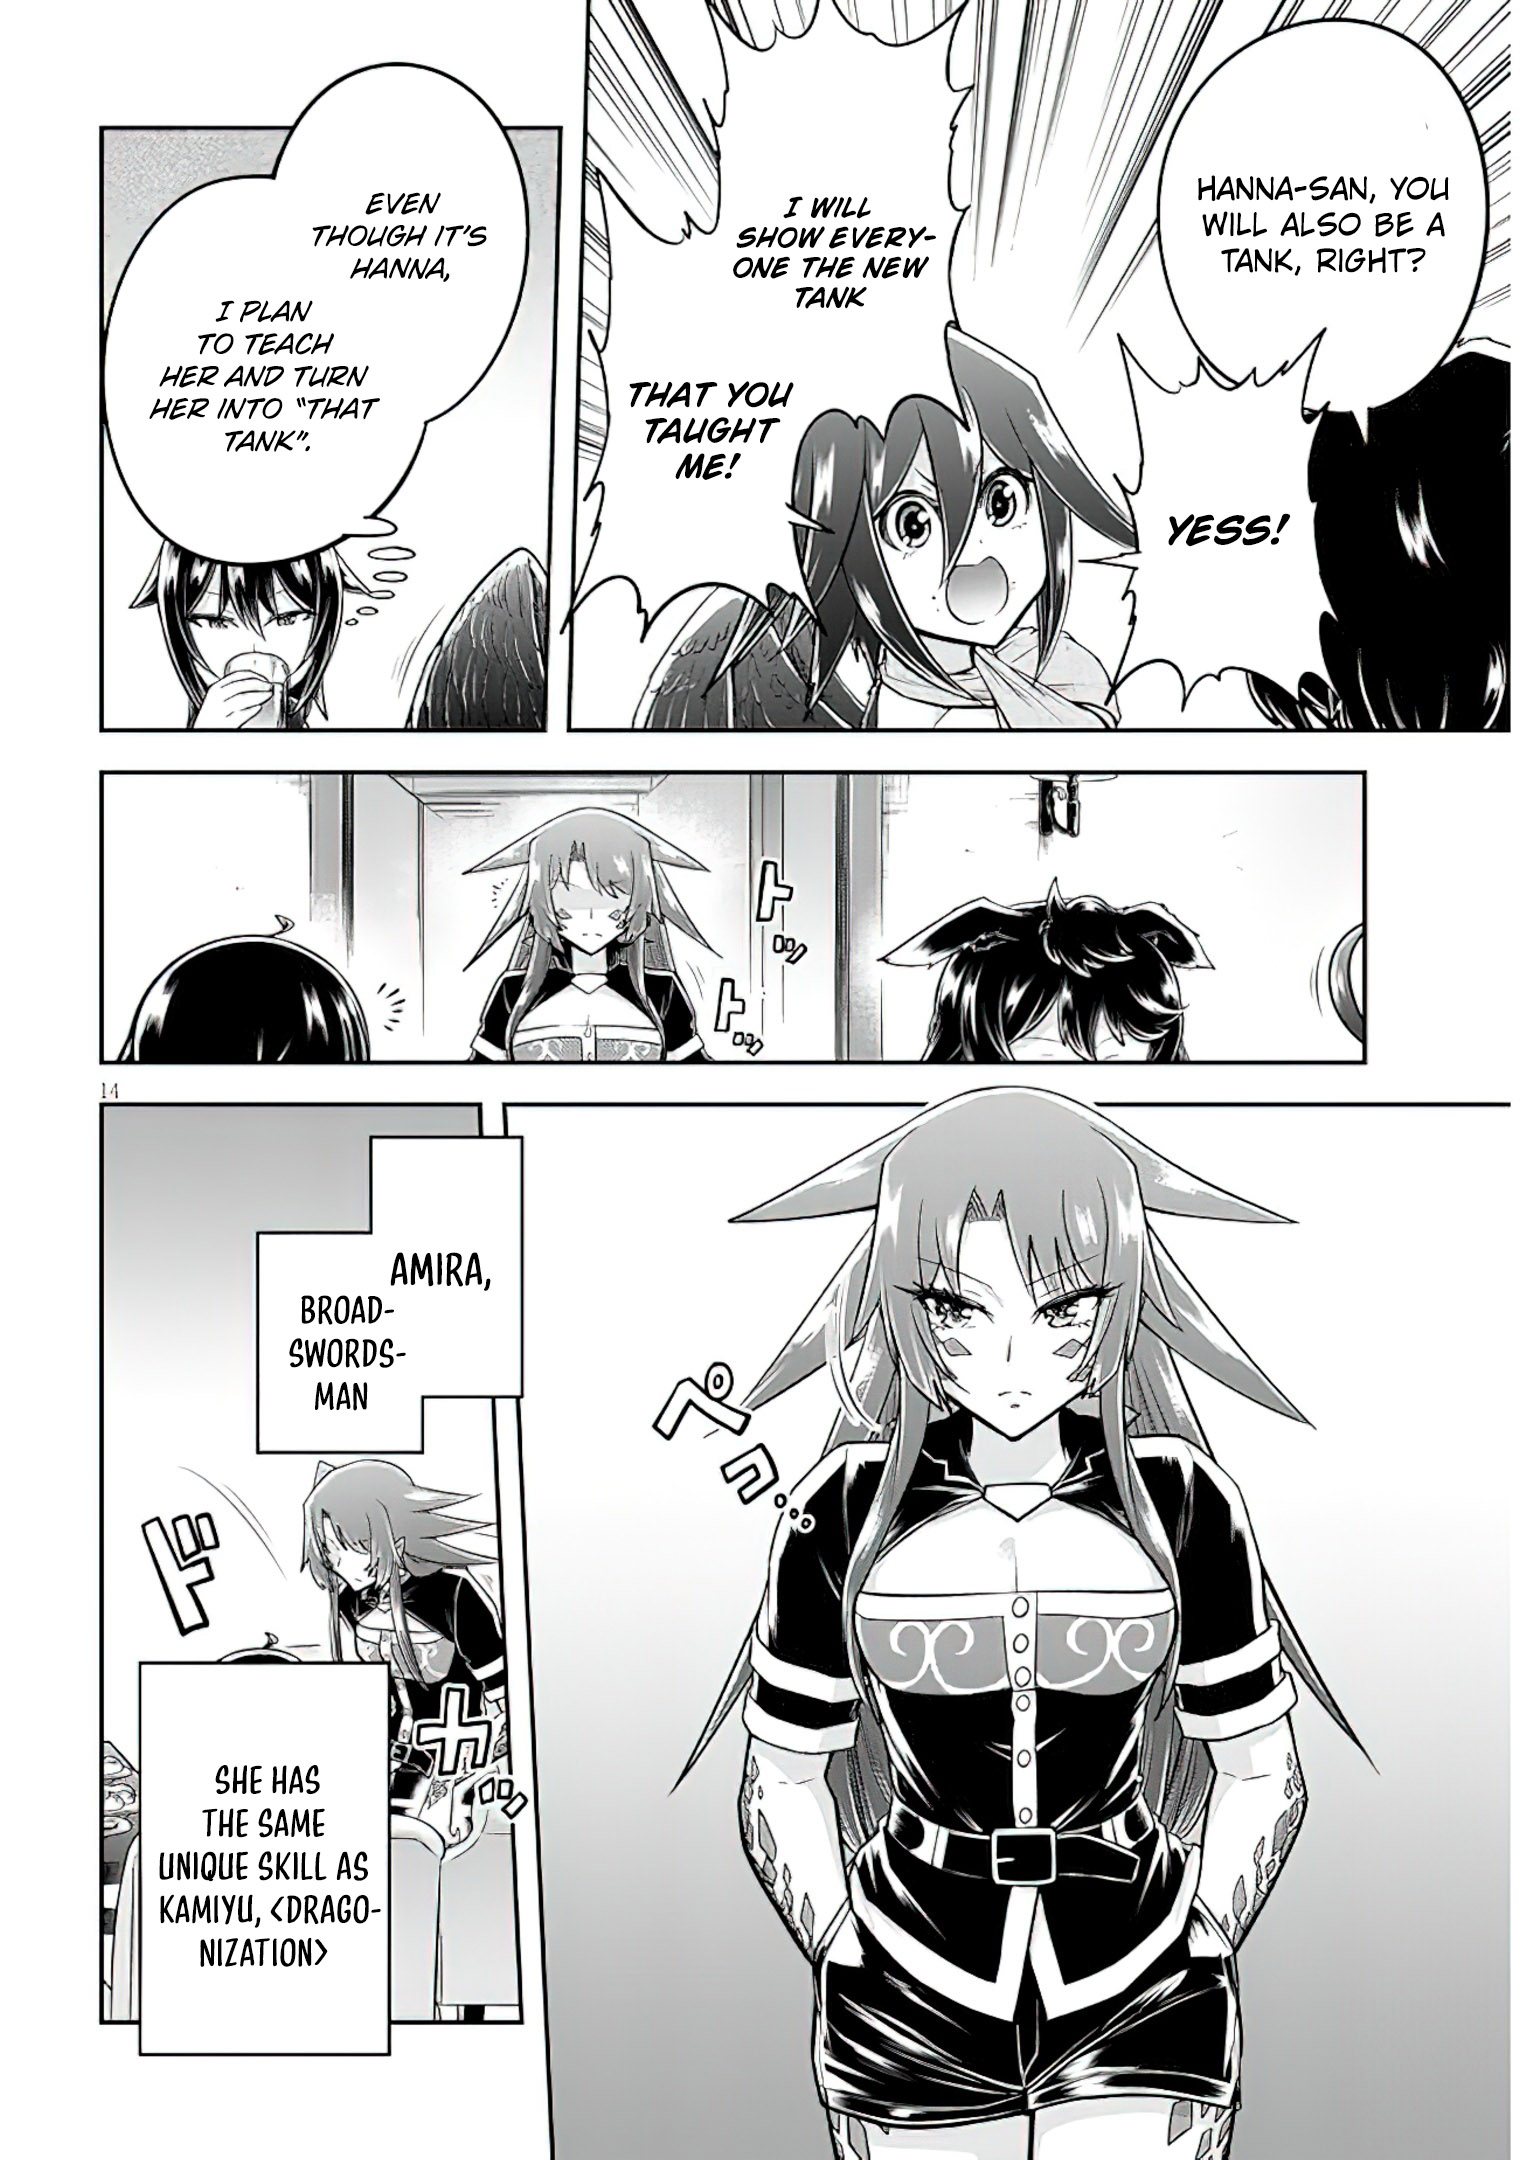 HANNA-SAN, YOU
WILL ALSO BE A
TANK, RIGHT?
YESS!
I WILL
SHOW EVERY-
ONE THE NEW
TANK
THAT YOU
TAUGHT
ME!
EVEN
THOUGH IT'S
HANNA,
I PLAN
TO TEACH
HER AND TURN
HER INTO "THAT
TANK".
トッ
トッ
14
ペコ...
AMIRA,
BROAD-
SWORDS-
MAN
ドカッ
SHE HAS
THE SAME
UNIQUE SKILL AS
KAMIYU, <DRAGO-
NIZATION>